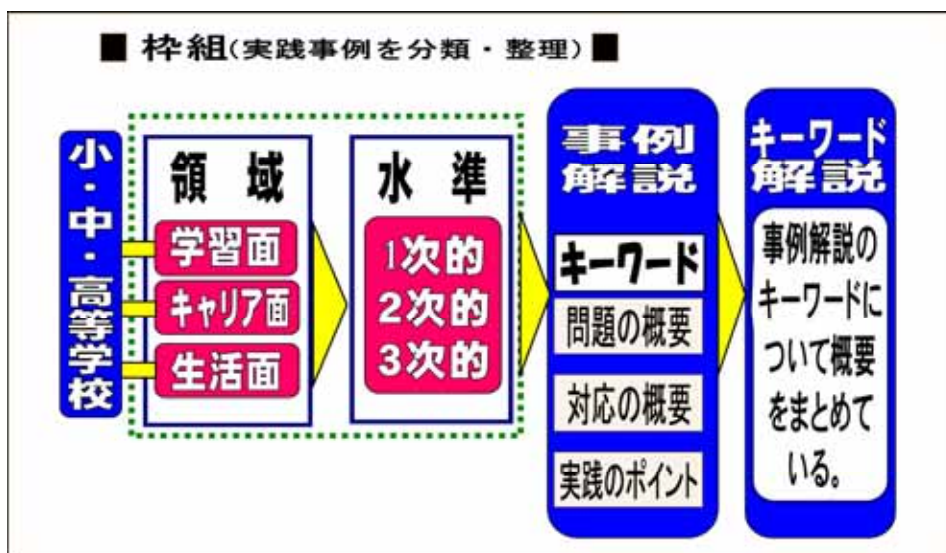 ■ 枠組(実践事例を分類・整理) ■
小・中・高等学校
領域
学習面
キャリア面
生活面
水準
1次的
2次的
3次的
事例
解説
キーワード
問題の概要
対応の概要
実践のポイント
キーワード
解説
事例解説の
キーワードに
ついて概要
をまとめて
いる。